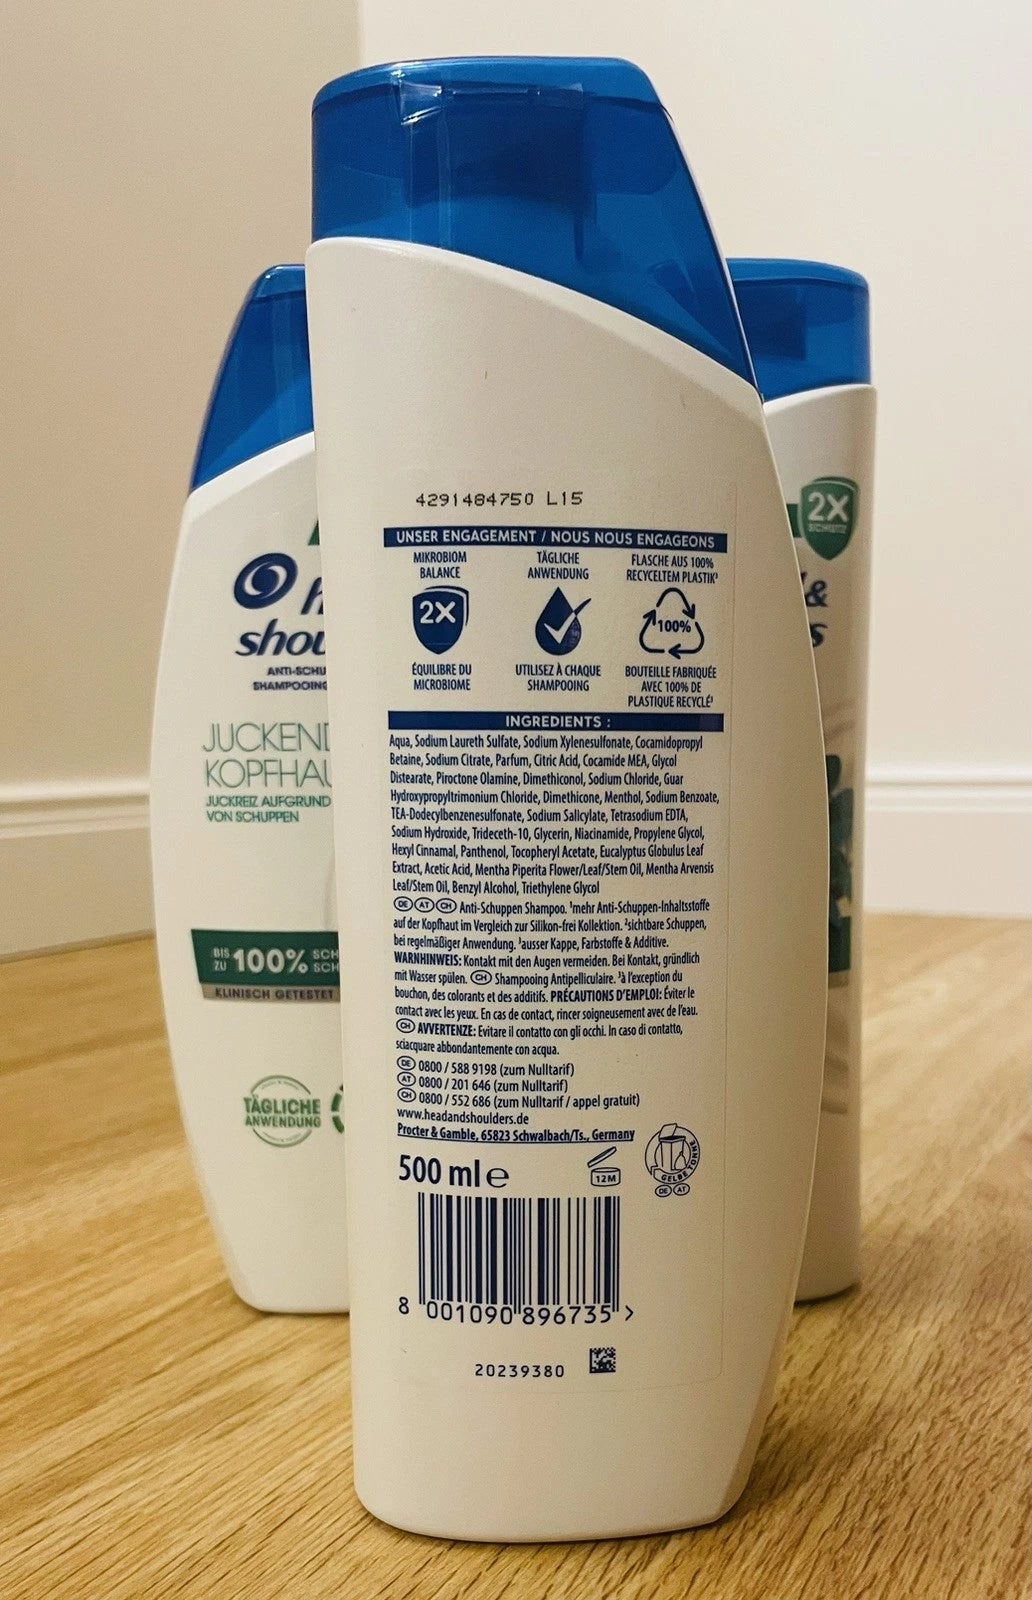 4291484750 L15
UNSER ENGAGEMENT / NOUS NOUS ENGAGEONS
MIKROBIOM
BALANCE
TÄGLICHE
ANWENDUNG
FLASCHE AUS 100%
RECYCELTEM PLASTIK³
2X
100%
ÉQUILIBRE DU
MICROBIOME
UTILISEZ À CHAQUE
SHAMPOOING
BOUTEILLE FABRIQUÉE
AVEC 100% DE
PLASTIQUE RECYCLÉ³
INGREDIENTS :
Aqua, Sodium Laureth Sulfate, Sodium Xylenesulfonate, Cocamidopropyl
Betaine, Sodium Citrate, Parfum, Citric Acid, Cocamide MEA, Glycol
Distearate, Piroctone Olamine, Dimethiconol, Sodium Chloride, Guar
Hydroxypropyltrimonium Chloride, Dimethicone, Menthol, Sodium Benzoate,
TEA-Dodecylbenzenesulfonate, Sodium Salicylate, Tetrasodium EDTA,
Sodium Hydroxide, Trideceth-10, Glycerin, Niacinamide, Propylene Glycol,
Hexyl Cinnamal, Panthenol, Tocopheryl Acetate, Eucalyptus Globulus Leaf
Extract, Acetic Acid, Mentha Piperita Flower/Leaf/Stem Oil, Mentha Arvensis
Leaf/Stem Oil, Benzyl Alcohol, Triethylene Glycol
DE AT CH Anti-Schuppen Shampoo. ¹mehr Anti-Schuppen-Inhaltsstoffe
auf der Kopfhaut im Vergleich zur Silikon-frei Kollektion. ²sichtbare Schuppen,
bei regelmäßiger Anwendung. ³ausser Kappe, Farbstoffe & Additive.
WARNHINWEIS: Kontakt mit den Augen vermeiden. Bei Kontakt, gründlich
mit Wasser spülen. CH Shampooing Antipelliculaire. ³à l'exception du
bouchon, des colorants et des additifs. PRÉCAUTIONS D'EMPLOI: Éviter le
contact avec les yeux. En cas de contact, rincer soigneusement avec de l'eau.
CH AVVERTENZE: Evitare il contatto con gli occhi. In caso di contatto,
sciacquare abbondantemente con acqua.
DE 0800 / 588 9198 (zum Nulltarif)
AT 0800 / 201 646 (zum Nulltarif)
CH 0800 / 552 686 (zum Nulltarif / appel gratuit)
www.headandshoulders.de
Procter & Gamble, 65823 Schwalbach/Ts., Germany
500 ml e
12M
GELBE TONNE
DE AT
8 001090 896735 >
20239380
shou
ANTI-SCHU
SHAMPOOING
JUCKEND
KOPFHAU
JUCKREIZ AUFGRUND
VON SCHUPPEN
BIS
ZU 100% SCH
SCH
KLINISCH GETESTET
TÄGLICHE
ANWENDUNG
2X
SCHUTZ
&
s